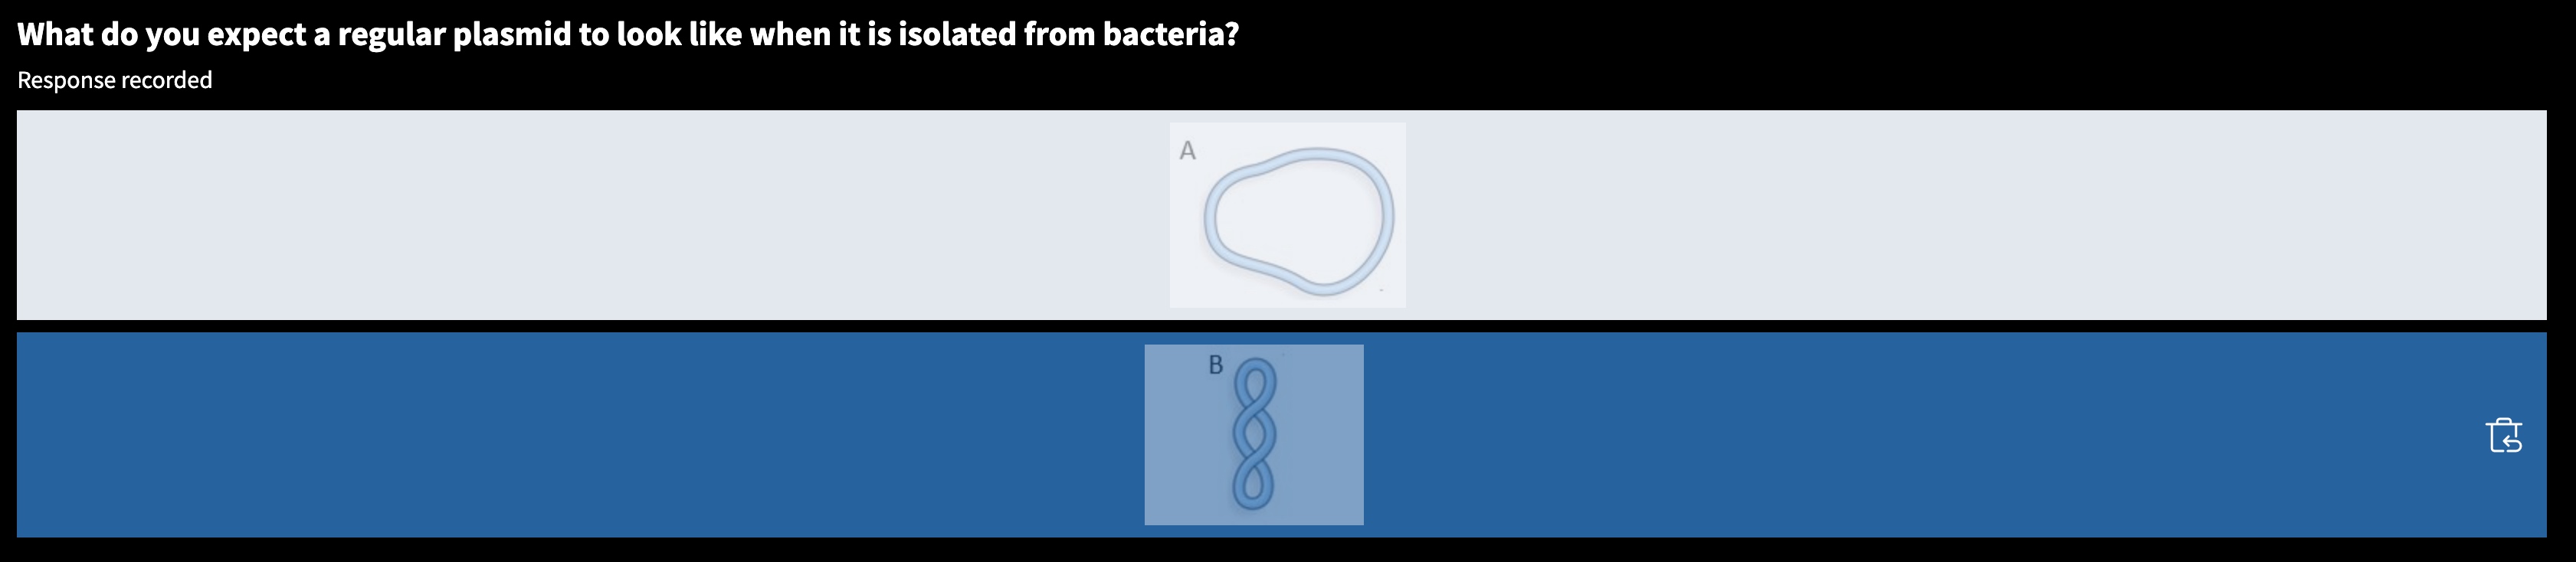 What do you expect a regular plasmid to look like when it is isolated from bacteria?
Response recorded
A
B